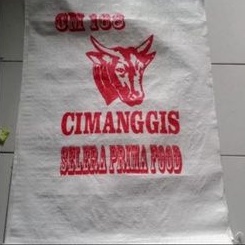 CM 168
CIMANGGIS
SELERA PRIMA FOOD